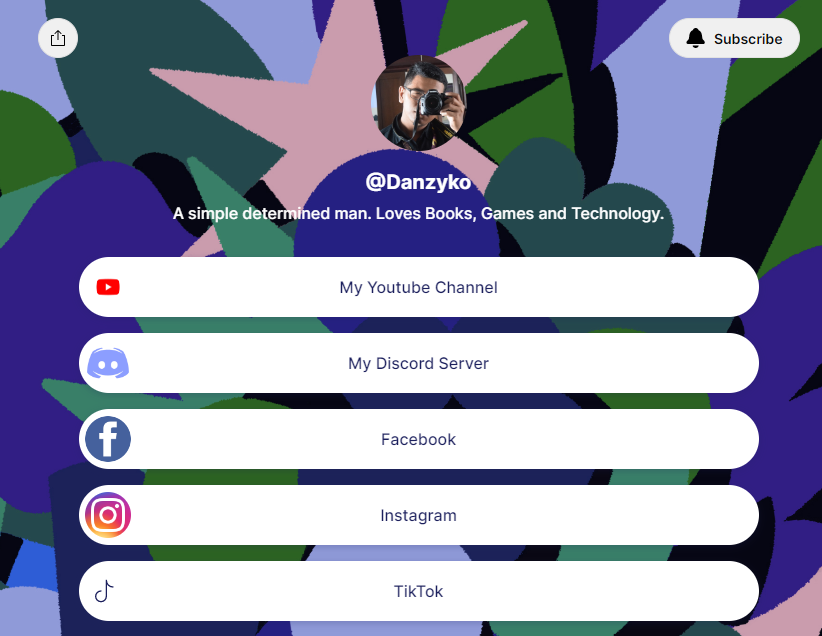 Subscribe
@Danzyko
A simple determined man. Loves Books, Games and Technology.
My Youtube Channel
My Discord Server
Facebook
Instagram
TikTok